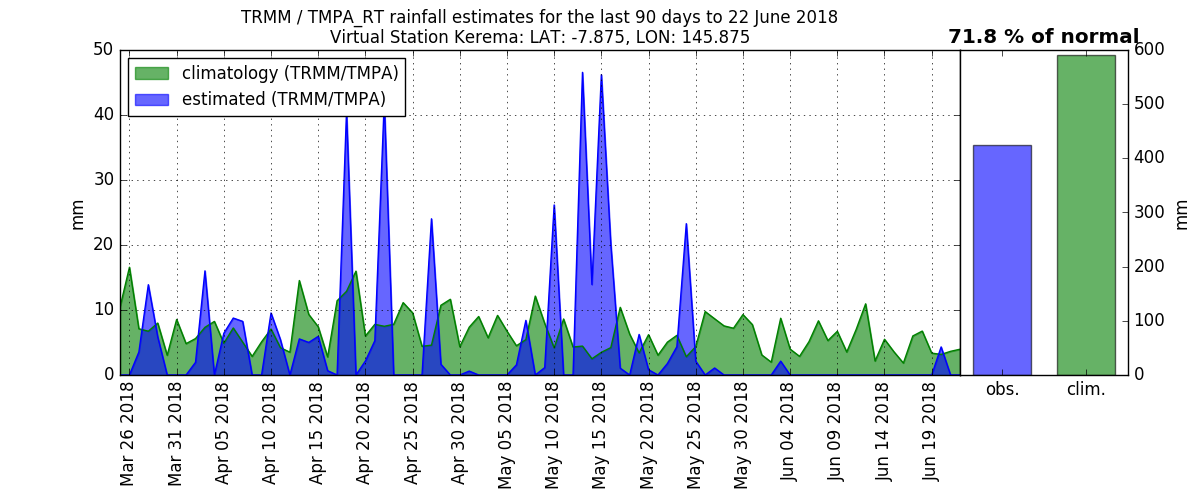 TRMM / TMPA_RT rainfall estimates for the last 90 days to 22 June 2018
Virtual Station Kerema: LAT: -7.875, LON: 145.875
71.8 % of normal
climatology (TRMM/TMPA)
estimated (TRMM/TMPA)
50
40
30
20
10
0
mm
Mar 26 2018
Mar 31 2018
Apr 05 2018
Apr 10 2018
Apr 15 2018
Apr 20 2018
Apr 25 2018
Apr 30 2018
May 05 2018
May 10 2018
May 15 2018
May 20 2018
May 25 2018
May 30 2018
Jun 04 2018
Jun 09 2018
Jun 14 2018
Jun 19 2018
obs.
clim.
600
500
400
300
200
100
0
mm